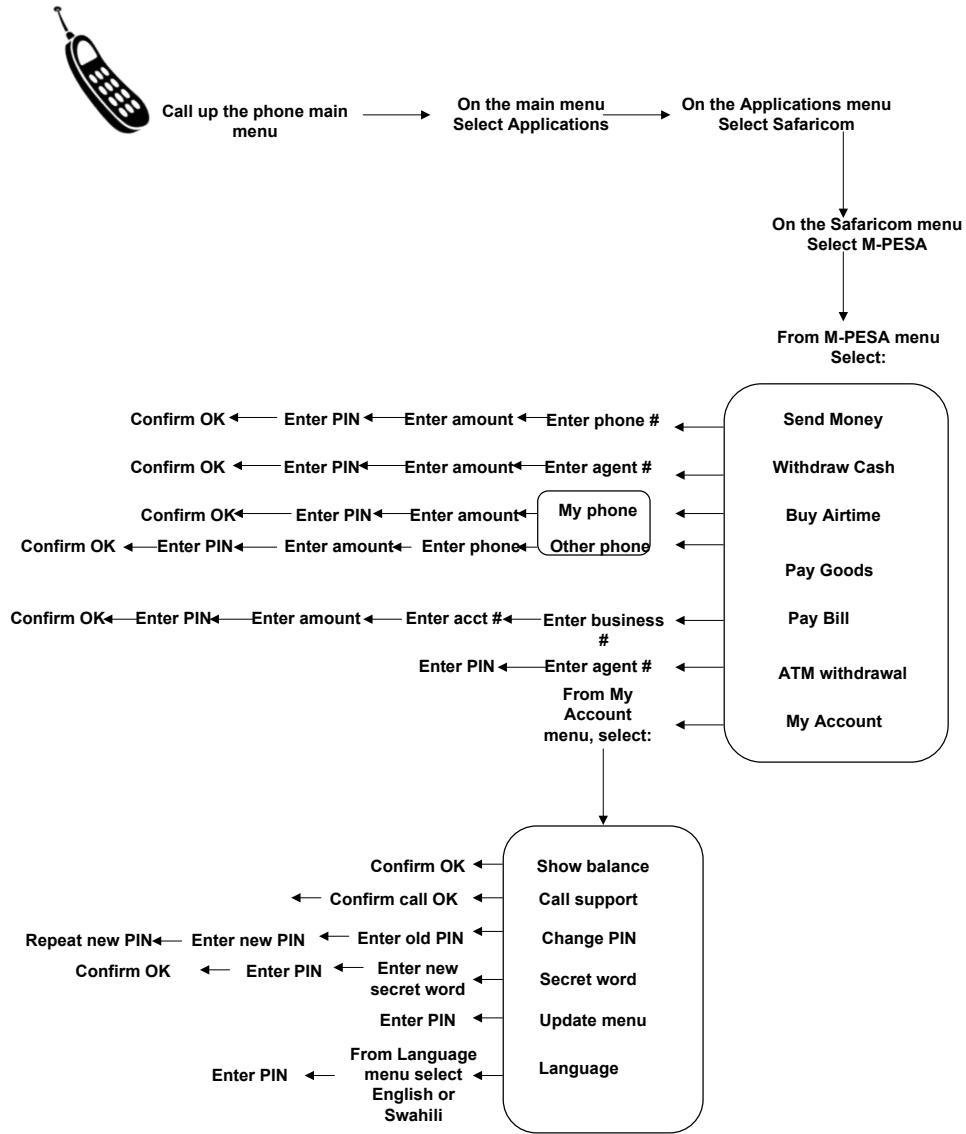 Call up the phone main
menu
On the main menu
Select Applications
On the Applications menu
Select Safaricom
On the Safaricom menu
Select M-PESA
From M-PESA menu
Select:
Confirm OK Enter PIN Enter amount Enter phone # Send Money
Confirm OK Enter PIN Enter amount Enter agent # Withdraw Cash
Confirm OK Enter PIN Enter amount My phone Buy Airtime
Confirm OK Enter PIN Enter amount Enter phone Other phone
Pay Goods
Confirm OK Enter PIN Enter amount Enter acct # Enter business Pay Bill
#
Enter PIN Enter agent # ATM withdrawal
From My
Account
menu, select:
My Account
Confirm OK Show balance
Confirm call OK Call support
Repeat new PIN Enter new PIN Enter old PIN Change PIN
Confirm OK Enter PIN Enter new
secret word
Secret word
Enter PIN Update menu
Enter PIN From Language
menu select
English or
Swahili
Language